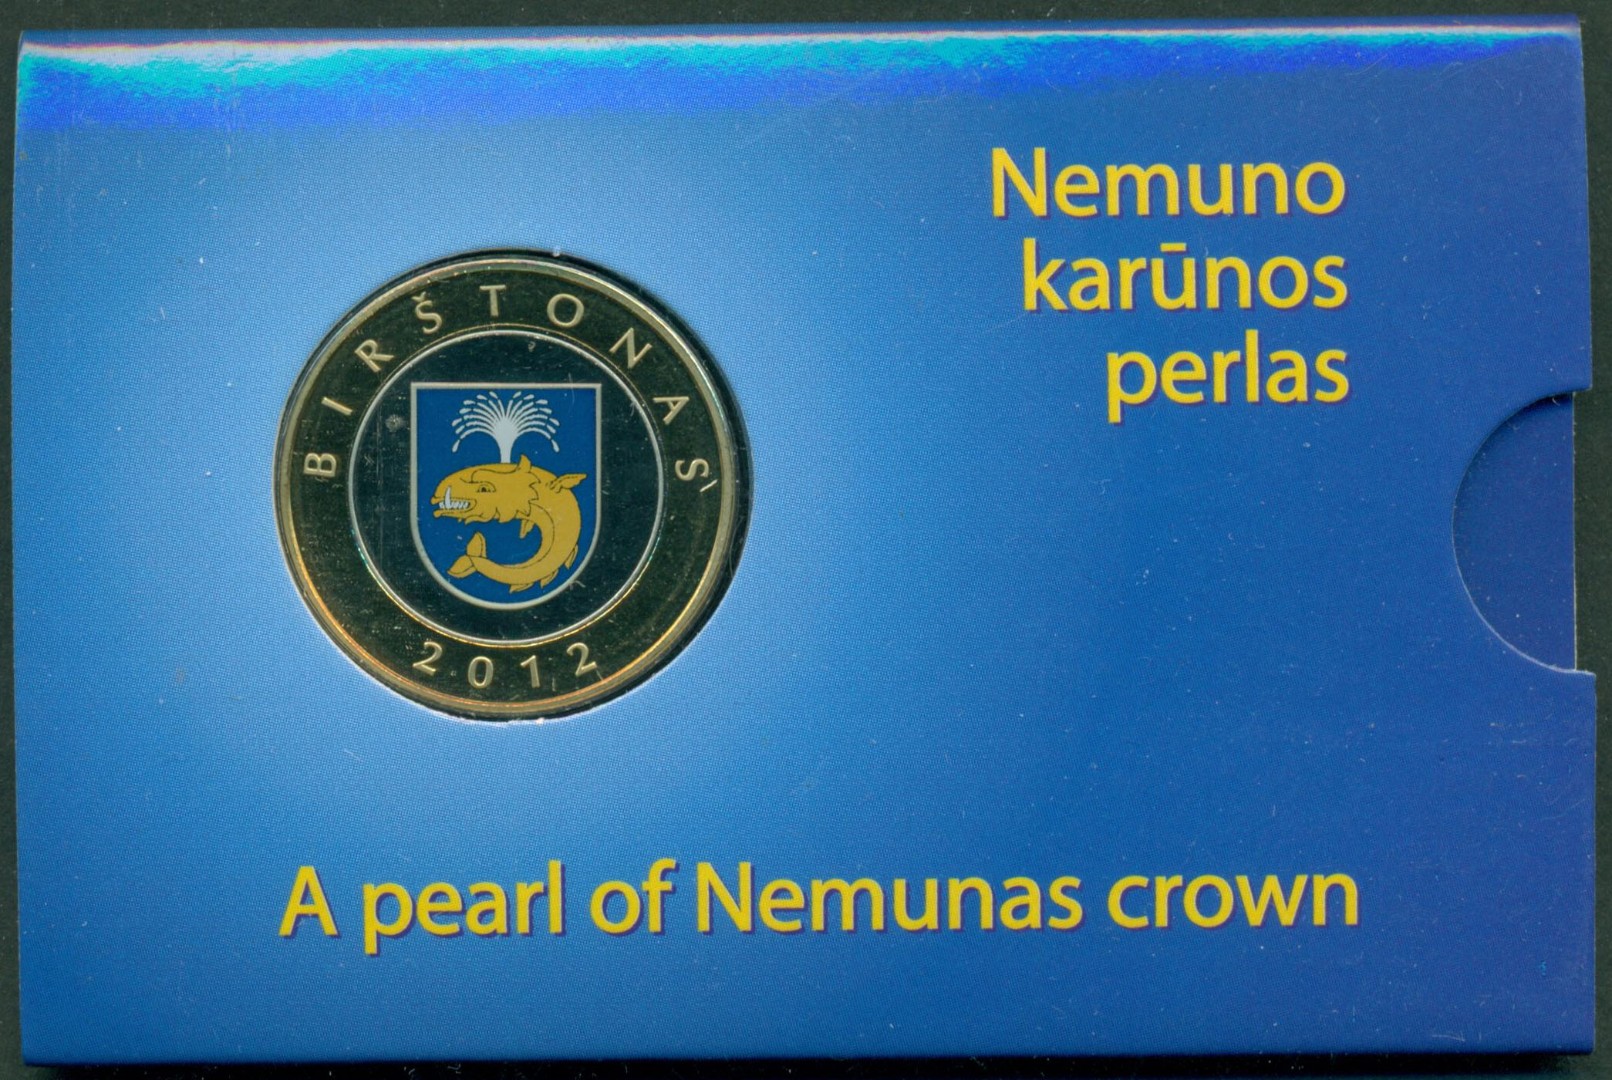 Nemuno
karūnos
perlas
BIRŠTONAS
2012
A pearl of Nemunas crown